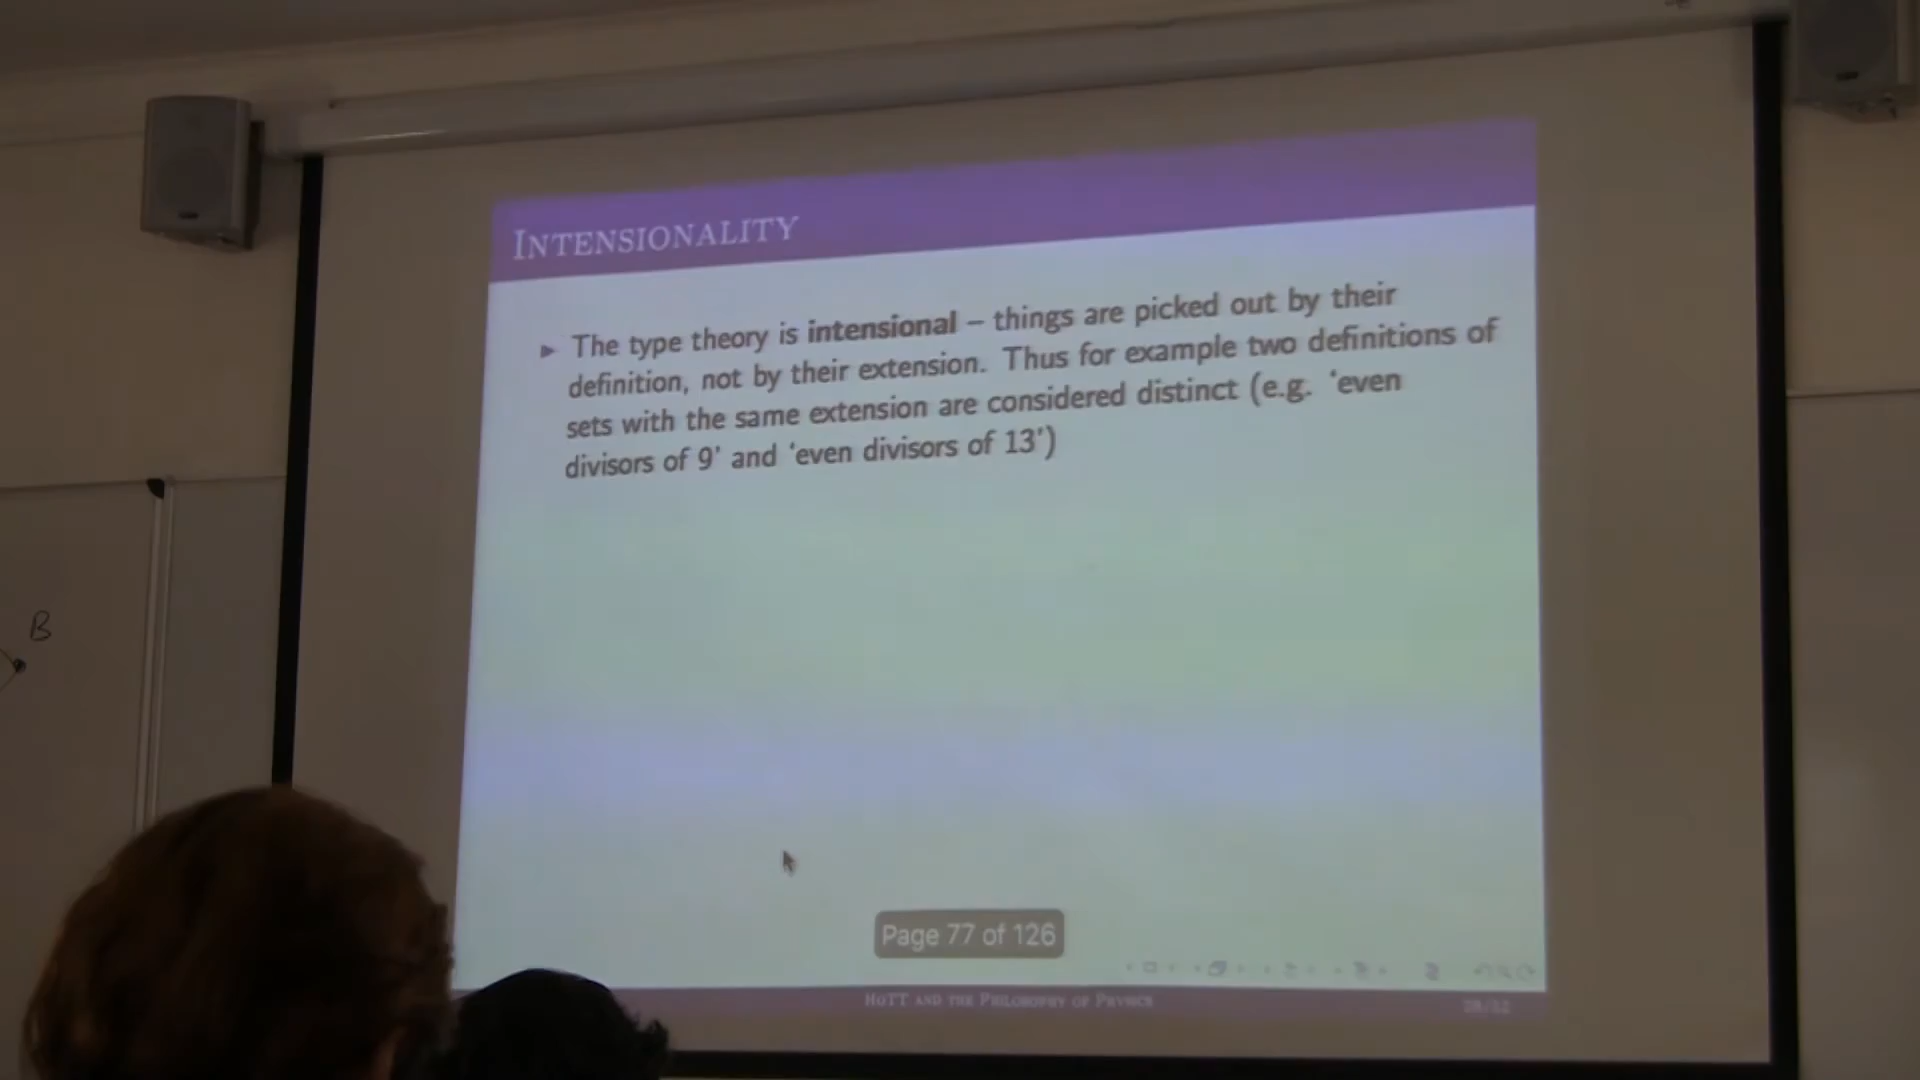 INTENSIONALITY
▶ The type theory is intensional – things are picked out by their
definition, not by their extension. Thus for example two definitions of
sets with the same extension are considered distinct (e.g. 'even
divisors of 9' and 'even divisors of 13')
B
Page 77 of 126
HOTT AND THE PHILOSOPHY OF PHYSICS